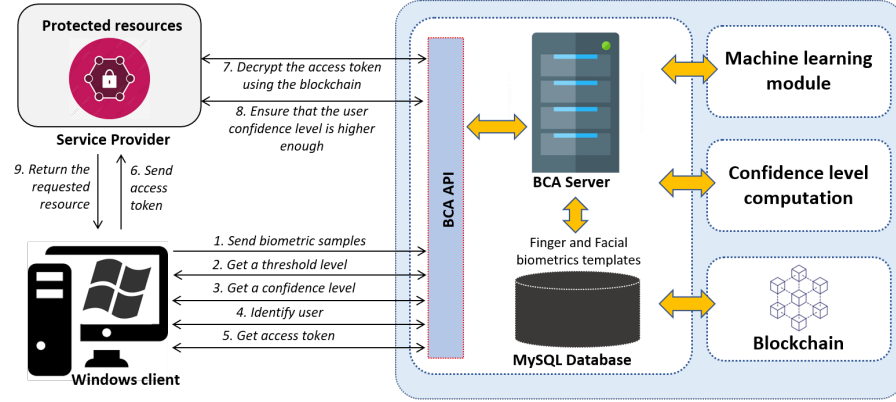 Protected resources
Service Provider
7. Decrypt the access token
using the blockchain
8. Ensure that the user
confidence level is higher
enough
9. Return the
requested
resource
6. Send
access
token
BCA API
BCA Server
Finger and Facial
biometrics templates
MySQL Database
Machine learning
module
Confidence level
computation
Blockchain
1. Send biometric samples
2. Get a threshold level
3. Get a confidence level
4. Identify user
5. Get access token
Windows client